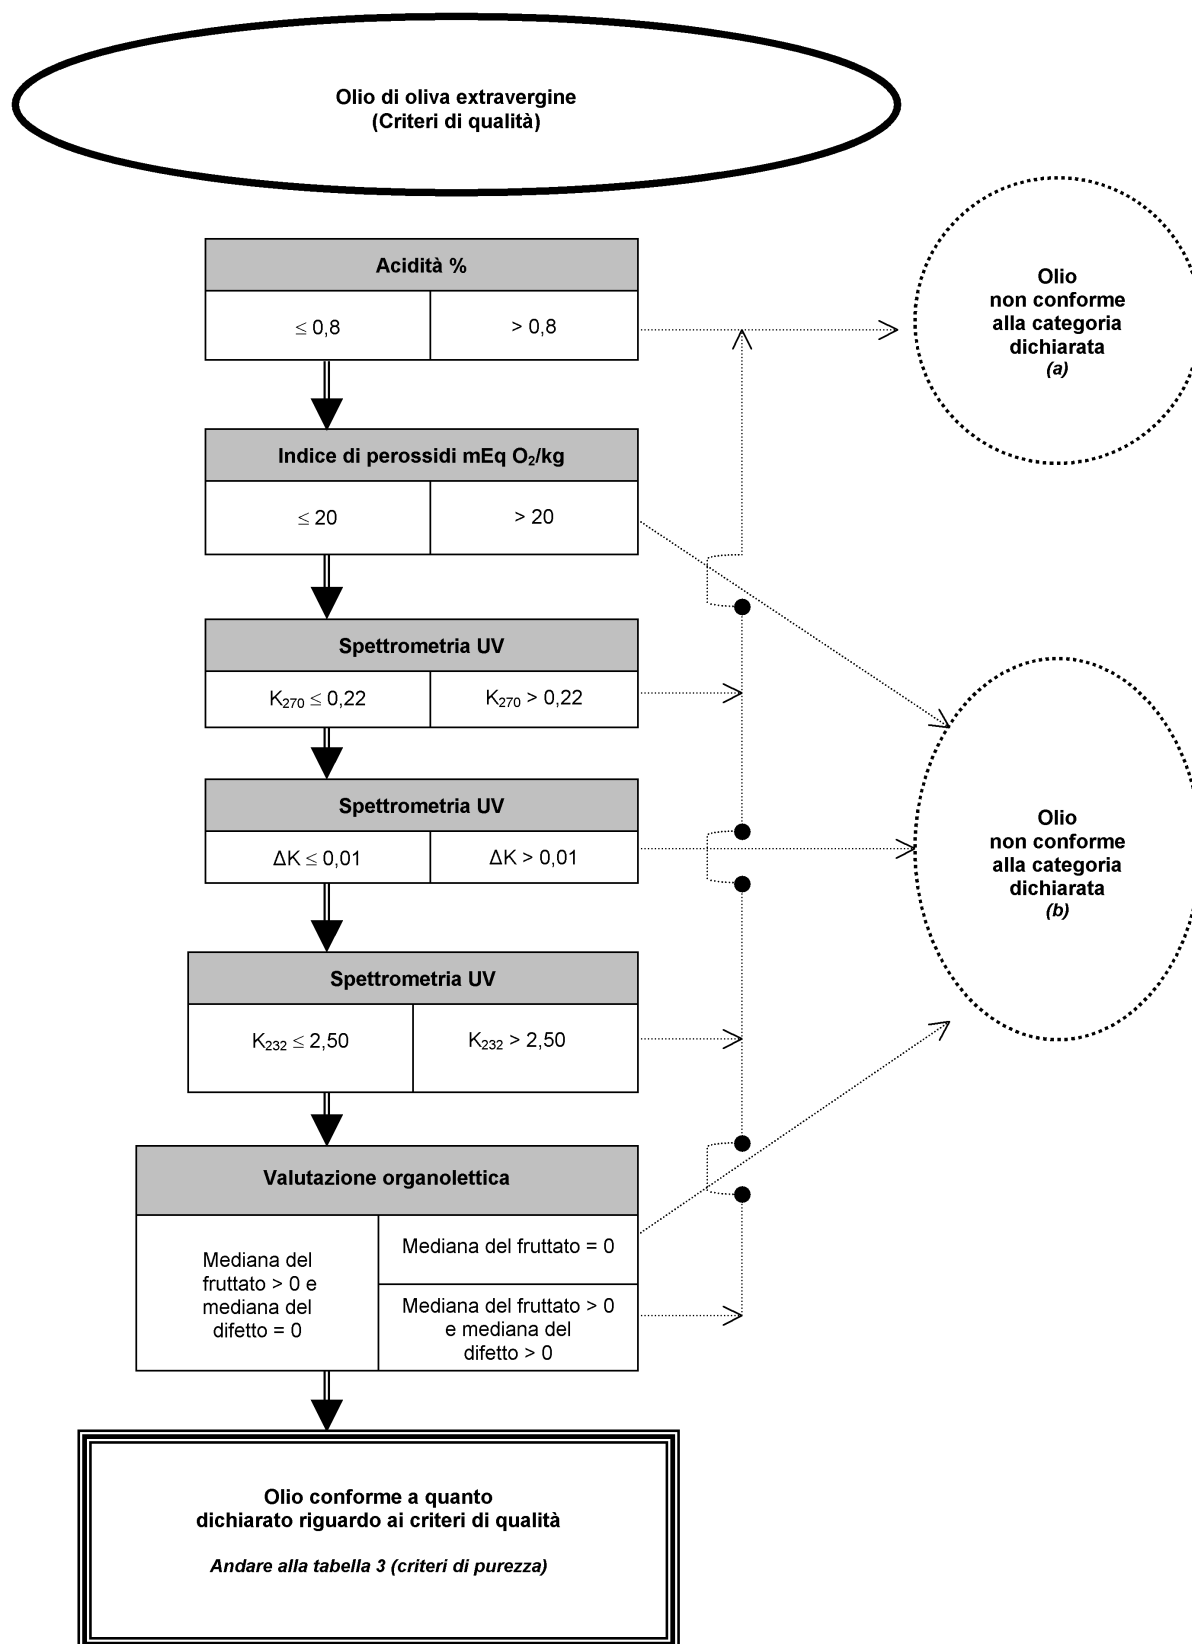 Olio di oliva extravergine
(Criteri di qualità)
Acidità %
≤ 0,8
> 0,8
Olio
non conforme
alla categoria
dichiarata
(a)
Indice di perossidi mEq O₂/kg
≤ 20
> 20
Spettrometria UV
K₂₇₀ ≤ 0,22
K₂₇₀ > 0,22
Spettrometria UV
ΔK ≤ 0,01
ΔK > 0,01
Olio
non conforme
alla categoria
dichiarata
(b)
Spettrometria UV
K₂₃₂ ≤ 2,50
K₂₃₂ > 2,50
Valutazione organolettica
Mediana del
fruttato > 0 e
mediana del
difetto = 0
Mediana del fruttato = 0
Mediana del fruttato > 0
e mediana del
difetto > 0
Olio conforme a quanto
dichiarato riguardo ai criteri di qualità
Andare alla tabella 3 (criteri di purezza)